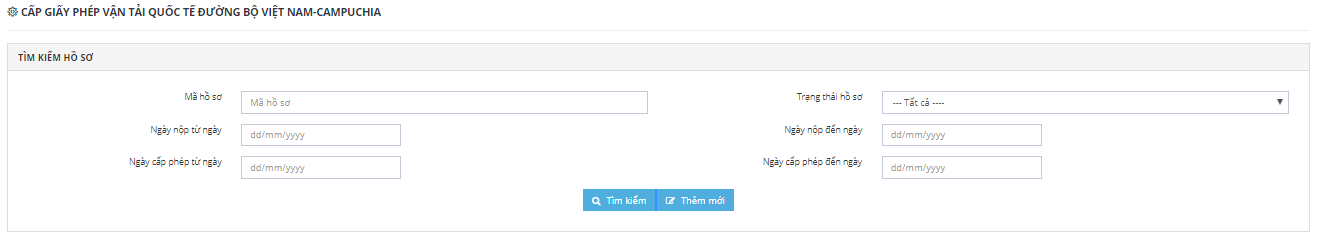 CẤP GIẤY PHÉP VẬN TẢI QUỐC TẾ ĐƯỜNG BỘ VIỆT NAM-CAMPUCHIA
TÌM KIẾM HỒ SƠ
Mã hồ sơ Mã hồ sơ Trạng thái hồ sơ --- Tất cả ----
Ngày nộp từ ngày dd/mm/yyyy Ngày nộp đến ngày dd/mm/yyyy
Ngày cấp phép từ ngày dd/mm/yyyy Ngày cấp phép đến ngày dd/mm/yyyy
Tìm kiếm Thêm mới